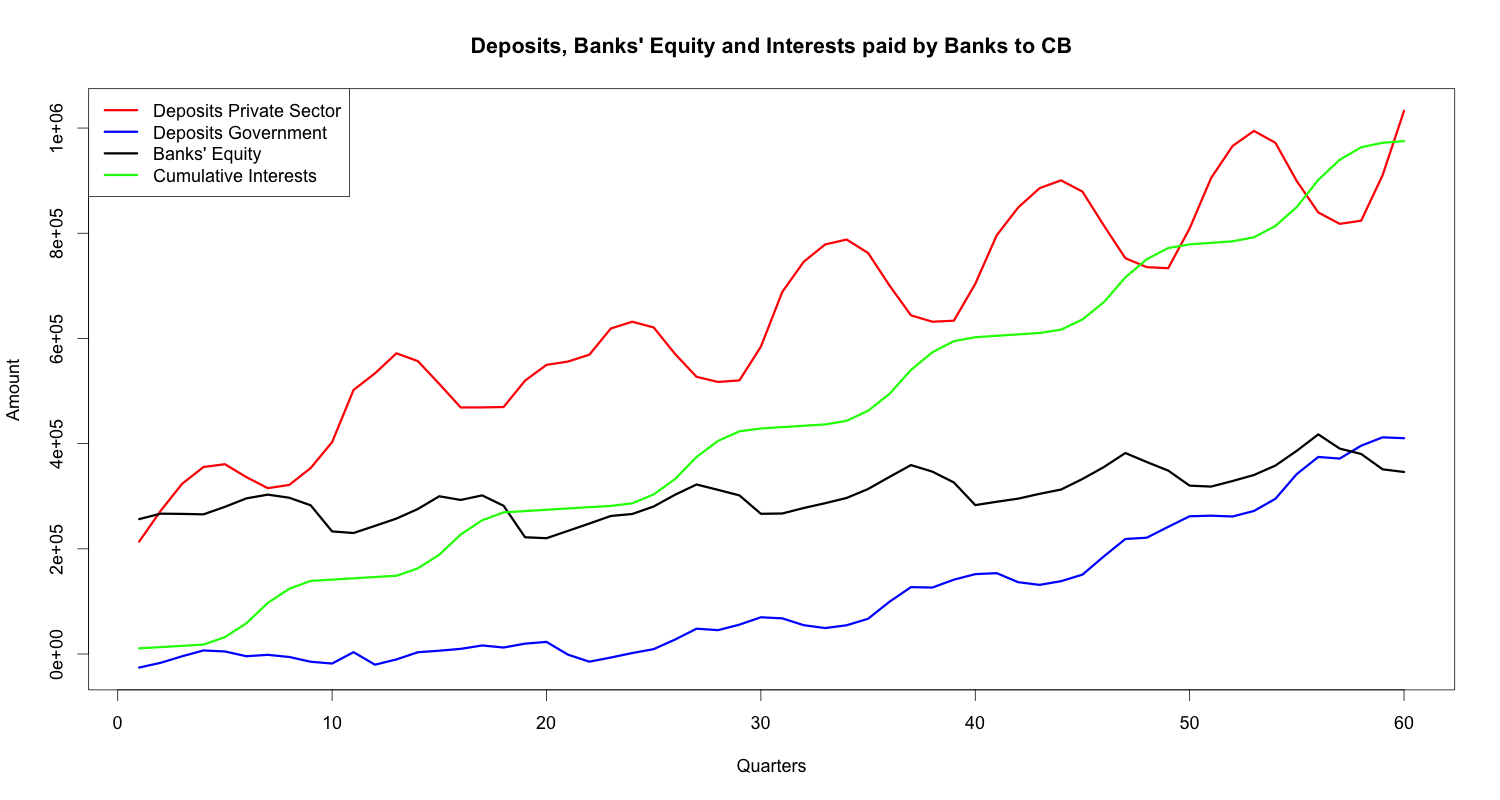 Deposits, Banks' Equity and Interests paid by Banks to CB
Deposits Private Sector
Deposits Government
Banks' Equity
Cumulative Interests
Amount
1e+06
8e+05
6e+05
4e+05
2e+05
0e+00
0 10 20 30 40 50 60
Quarters